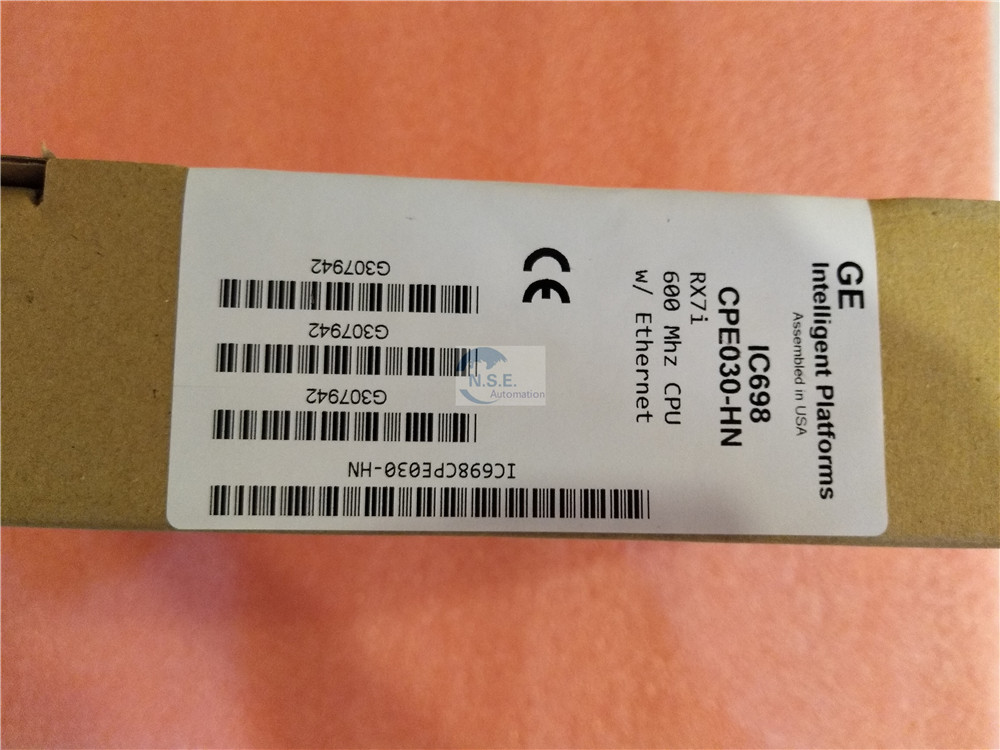 GE
Intelligent Platforms
Assembled in USA
IC698
CPE030-HN
RX7i
600 Mhz CPU
w/ Ethernet
CE
IC698CPE030-HN
G307942
G307942
G307942
N.S.E.
Automation